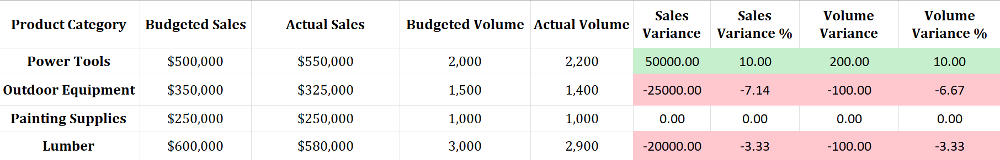 Product Category Budgeted Sales Actual Sales Budgeted Volume Actual Volume Sales Variance Sales Variance % Volume Variance Volume Variance %
Power Tools $500,000 $550,000 2,000 2,200 50000.00 10.00 200.00 10.00
Outdoor Equipment $350,000 $325,000 1,500 1,400 -25000.00 -7.14 -100.00 -6.67
Painting Supplies $250,000 $250,000 1,000 1,000 0.00 0.00 0.00 0.00
Lumber $600,000 $580,000 3,000 2,900 -20000.00 -3.33 -100.00 -3.33